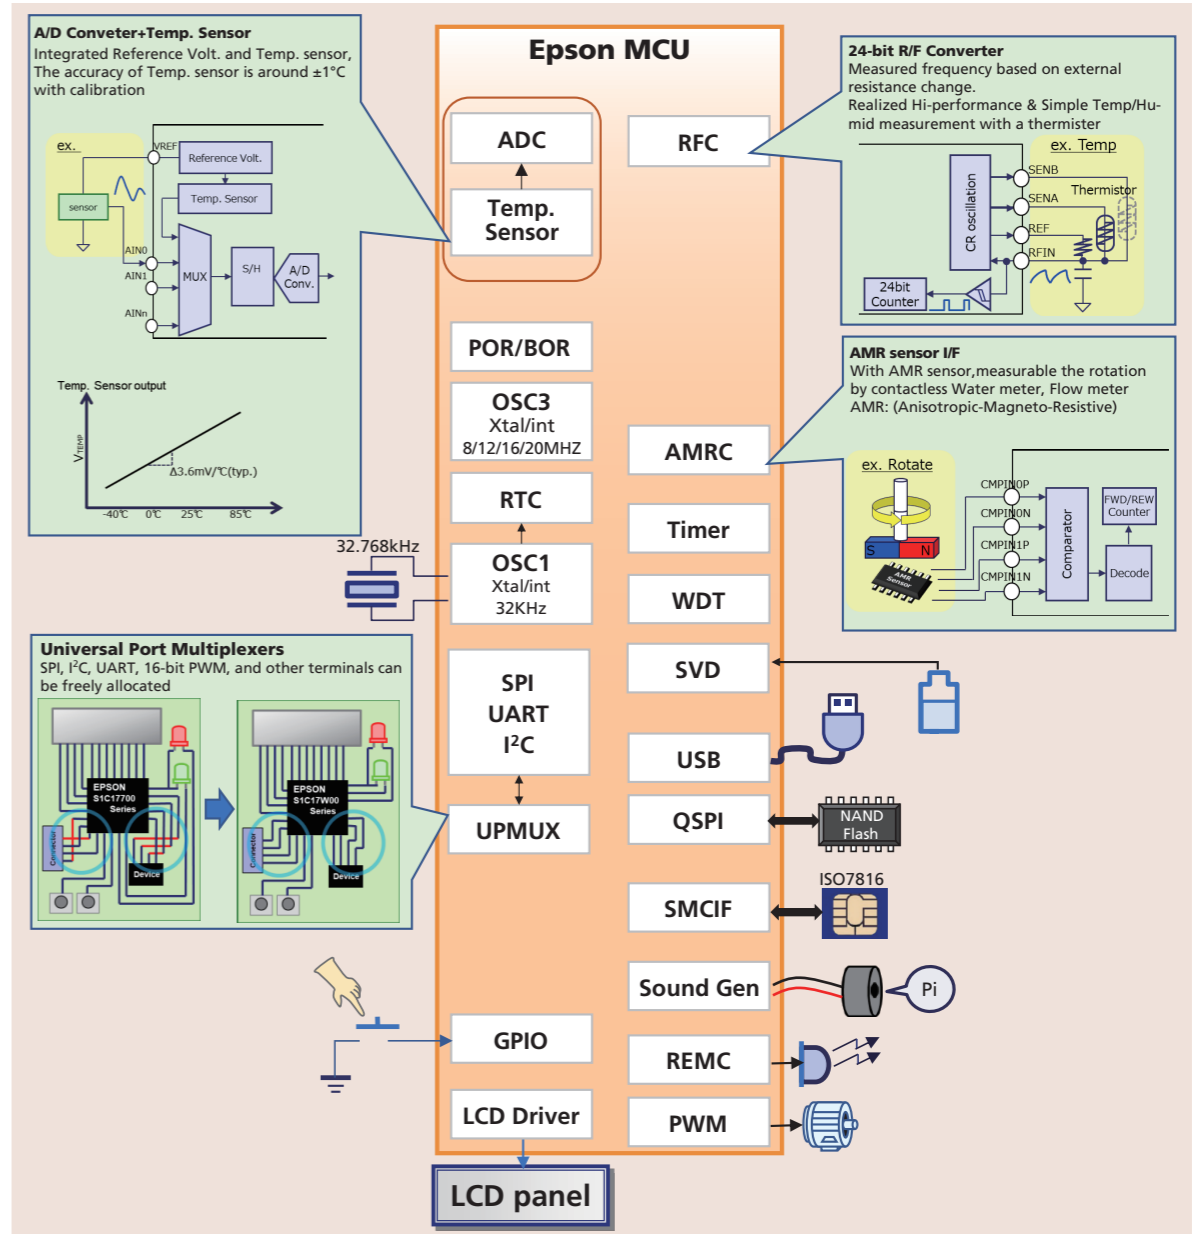 A/D Conveter+Temp. Sensor
Integrated Reference Volt. and Temp. sensor,
The accuracy of Temp. sensor is around ±1°C
with calibration
ex.
VREF
Reference Volt.
Temp. Sensor
sensor
AIN0
AIN1
AINn
MUX
S/H
A/D
Conv.
Temp. Sensor output
VTEMP
Δ3.6mV/℃(typ.)
-40℃ 0℃ 25℃ 85℃
Epson MCU
ADC
Temp.
Sensor
RFC
24-bit R/F Converter
Measured frequency based on external
resistance change.
Realized Hi-performance & Simple Temp/Hu-
mid measurement with a thermister
ex. Temp
CR oscillation
SENB
Thermistor
SENA
REF
RFIN
24bit
Counter
POR/BOR
OSC3
Xtal/int
8/12/16/20MHZ
RTC
32.768kHz
OSC1
Xtal/int
32KHz
AMRC
AMR sensor I/F
With AMR sensor,measurable the rotation
by contactless Water meter, Flow meter
AMR: (Anisotropic-Magneto-Resistive)
ex. Rotate
S N
AMR
Sensor
CMPIN0P
CMPIN0N
CMPIN1P
CMPIN1N
Comparator
FWD/REW
Counter
Decode
Timer
WDT
SVD
Universal Port Multiplexers
SPI, I²C, UART, 16-bit PWM, and other terminals can
be freely allocated
EPSON
S1C17700
Series
Connector
Device
EPSON
S1C17W00
Series
Connector
Device
SPI
UART
I²C
UPMUX
USB
QSPI
NAND
Flash
SMCIF
ISO7816
Sound Gen
Pi
GPIO
REMC
LCD Driver
PWM
LCD panel